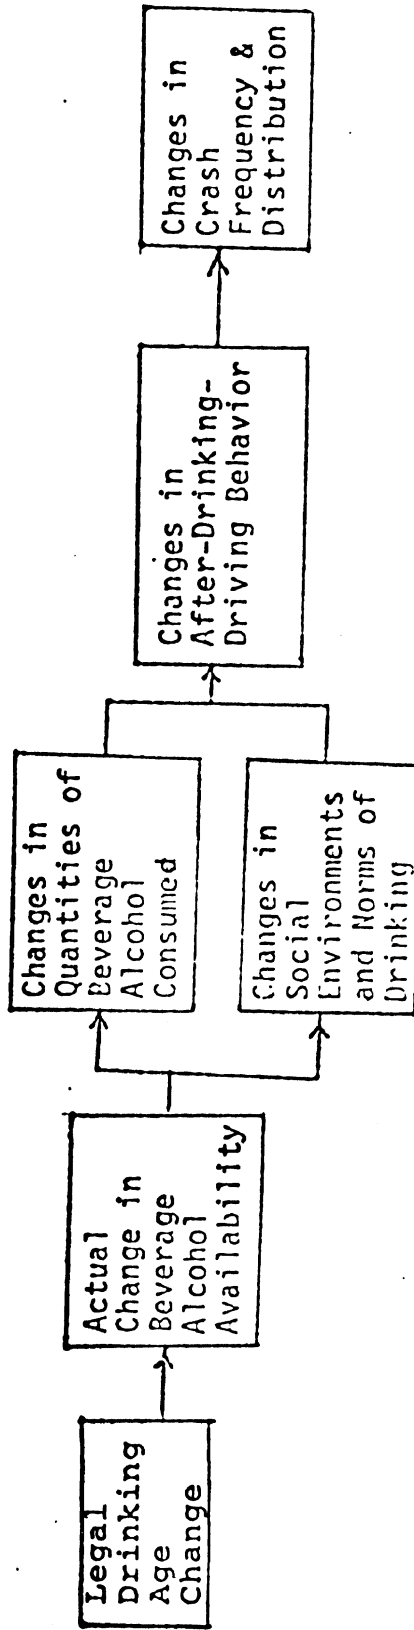 Legal
Drinking
Age
Change
Actual
Change in
Beverage
Alcohol
Availability
Changes in
Quantities of
Beverage
Alcohol
Consumed
Changes in
Social
Environments
and Norms of
Drinking
Changes in
After-Drinking-
Driving Behavior
Changes in
Crash
Frequency &
Distribution